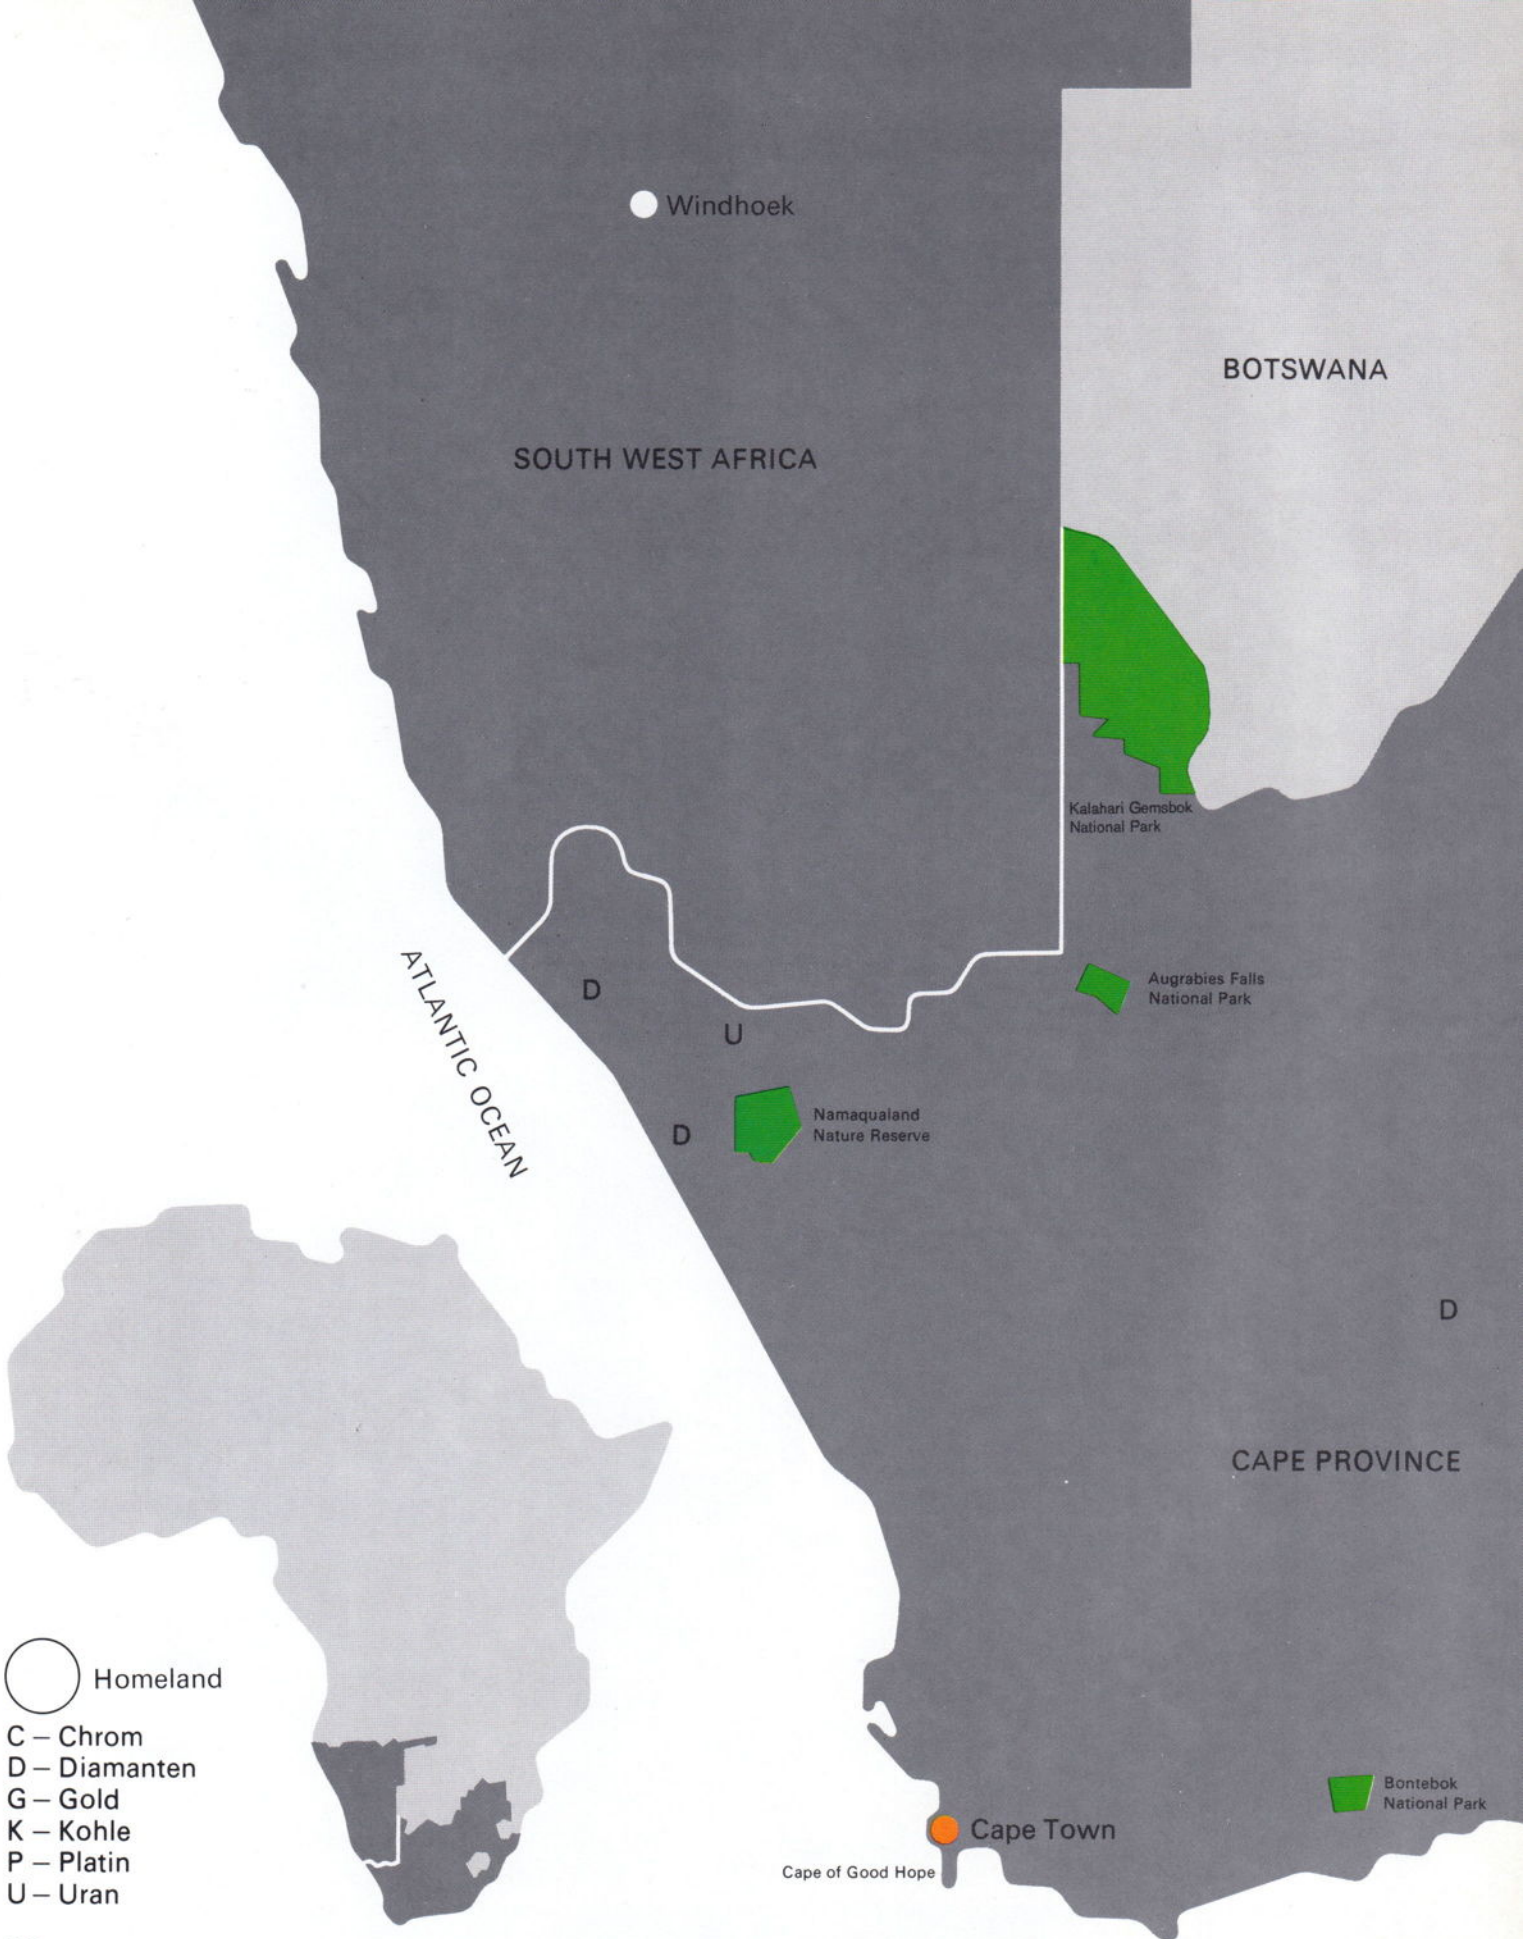 Windhoek
BOTSWANA
SOUTH WEST AFRICA
Kalahari Gemsbok
National Park
ATLANTIC OCEAN
D
U
Augrabies Falls
National Park
D
Namaqualand
Nature Reserve
D
CAPE PROVINCE
Homeland
C – Chrom
D – Diamanten
G – Gold
K – Kohle
P – Platin
U – Uran
Bontebok
National Park
Cape Town
Cape of Good Hope